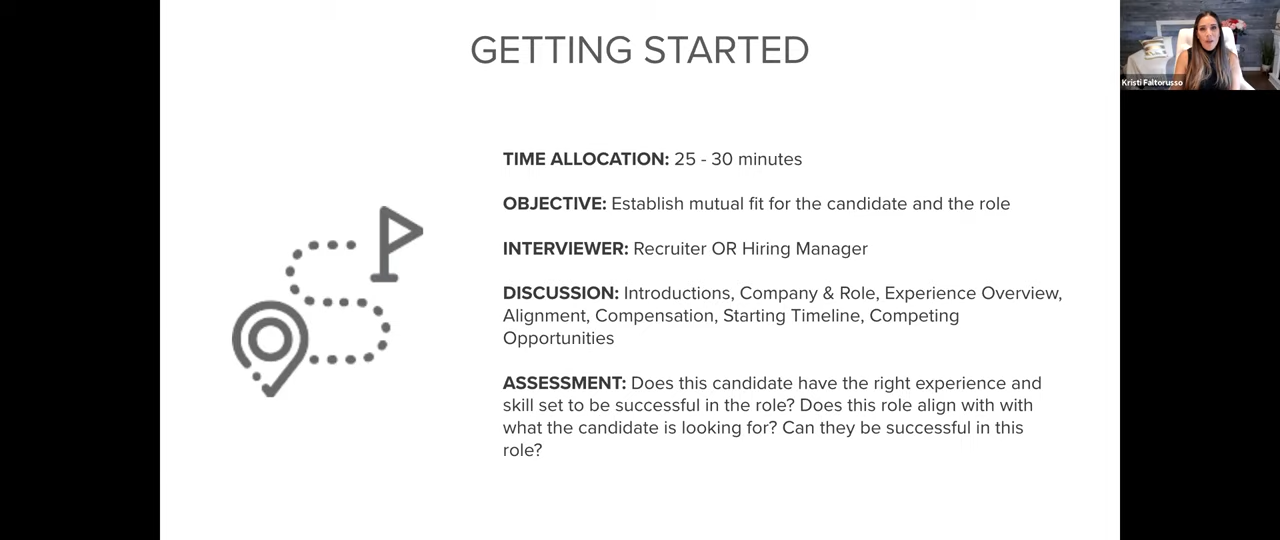 GETTING STARTED
Kristi Faltorusso
TIME ALLOCATION: 25 - 30 minutes
OBJECTIVE: Establish mutual fit for the candidate and the role
INTERVIEWER: Recruiter OR Hiring Manager
DISCUSSION: Introductions, Company & Role, Experience Overview,
Alignment, Compensation, Starting Timeline, Competing
Opportunities
ASSESSMENT: Does this candidate have the right experience and
skill set to be successful in the role? Does this role align with with
what the candidate is looking for? Can they be successful in this
role?